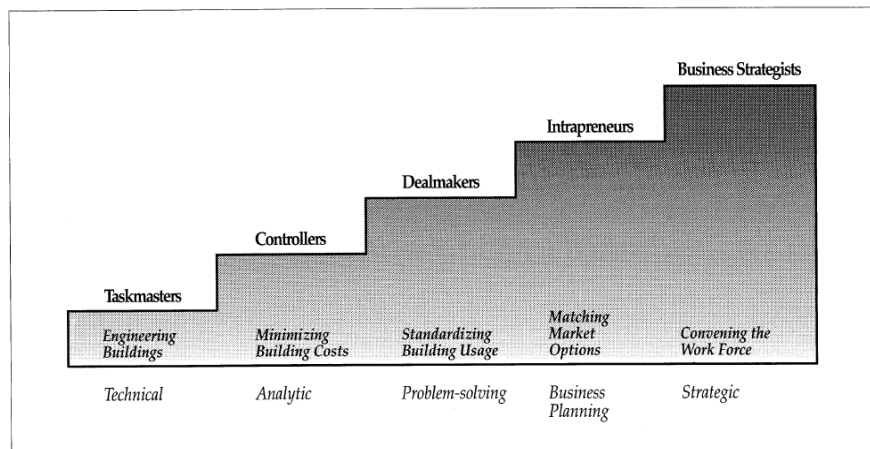 Business Strategists
Intrapreneurs
Dealmakers
Controllers
Taskmasters
Engineering
Buildings
Minimizing
Building Costs
Standardizing
Building Usage
Matching
Market
Options
Convening the
Work Force
Technical
Analytic
Problem-solving
Business
Planning
Strategic